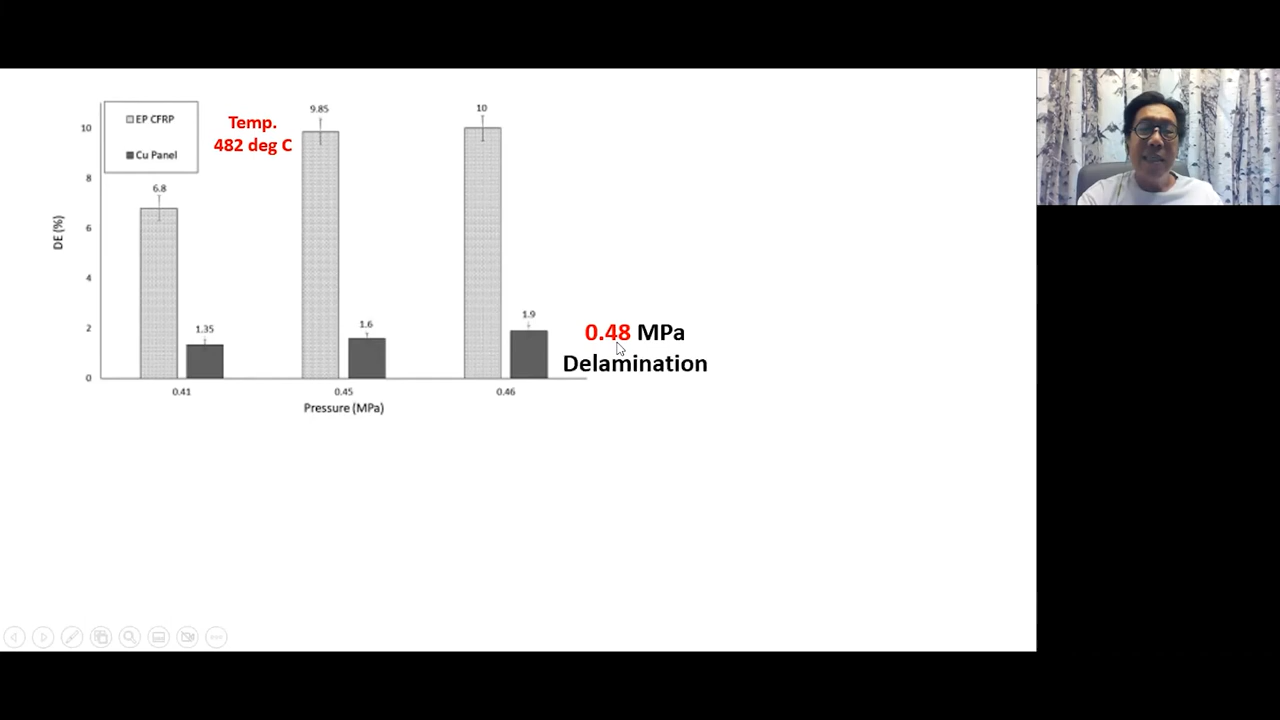 EP CFRP
Cu Panel
Temp.
482 deg C
DE (%)
10
8
6
4
2
0
6.8
1.35
9.85
1.6
10
1.9
0.41
0.45
0.46
Pressure (MPa)
0.48 MPa
Delamination